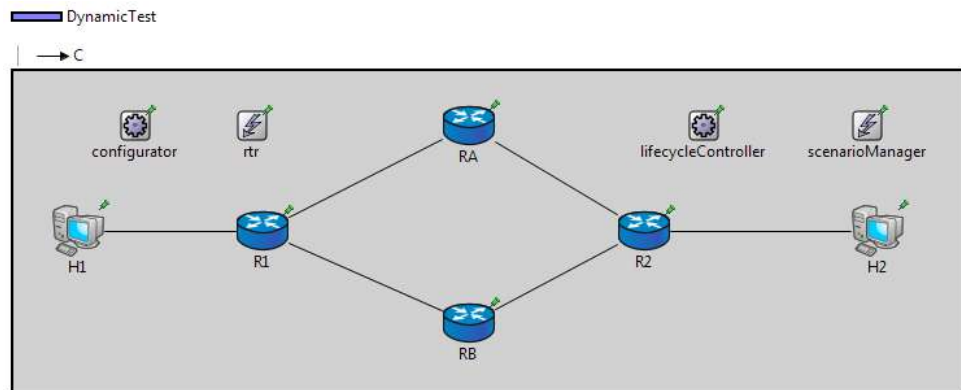 DynamicTest
C
configurator
rtr
RA
lifecycleController
scenarioManager
H1
R1
R2
H2
RB